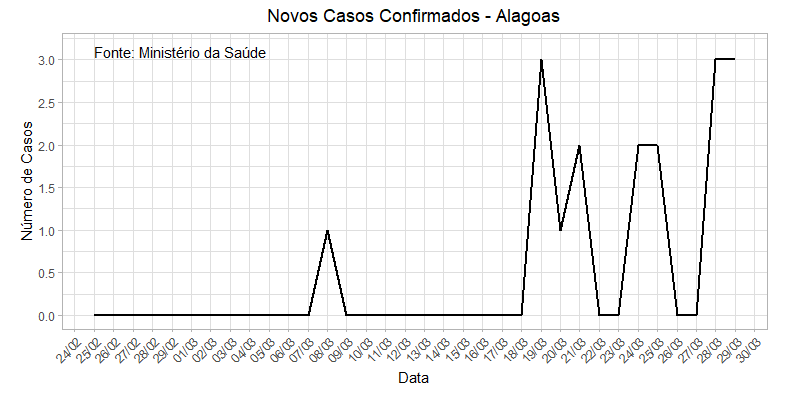 Novos Casos Confirmados - Alagoas
Fonte: Ministério da Saúde
Número de Casos
3.0
2.5
2.0
1.5
1.0
0.5
0.0
24/02 25/02 26/02 27/02 28/02 29/02 01/03 02/03 03/03 04/03 05/03 06/03 07/03 08/03 09/03 10/03 11/03 12/03 13/03 14/03 15/03 16/03 17/03 18/03 19/03 20/03 21/03 22/03 23/03 24/03 25/03 26/03 27/03 28/03 29/03 30/03
Data